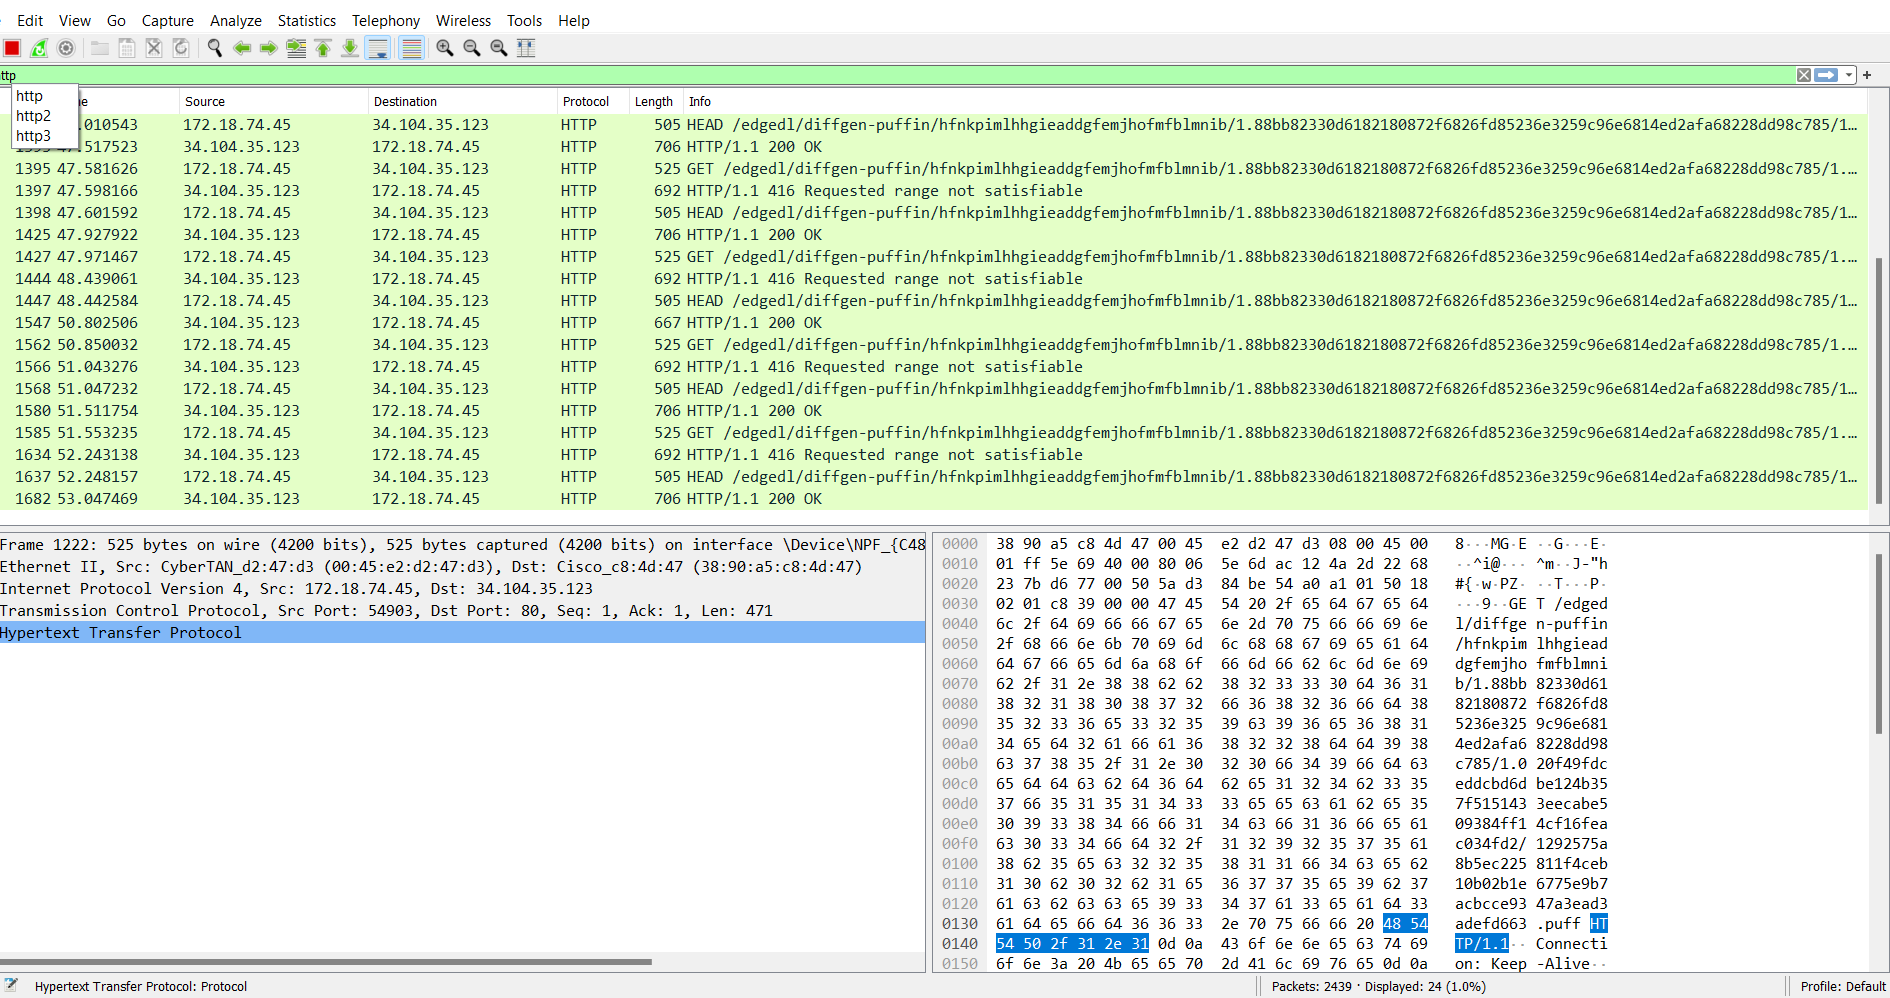 Edit View Go Capture Analyze Statistics Telephony Wireless Tools Help
ttp
http
http2
http3
Source Destination Protocol Length Info
.010543 172.18.74.45 34.104.35.123 HTTP 505 HEAD /edgedl/diffgen-puffin/hfnkpimlhhgieaddgfemjhofmfblmnib/1.88bb82330d6182180872f6826fd85236e3259c96e6814ed2afa68228dd98c785/1…
47.517523 34.104.35.123 172.18.74.45 HTTP 706 HTTP/1.1 200 OK
1395 47.581626 172.18.74.45 34.104.35.123 HTTP 525 GET /edgedl/diffgen-puffin/hfnkpimlhhgieaddgfemjhofmfblmnib/1.88bb82330d6182180872f6826fd85236e3259c96e6814ed2afa68228dd98c785/1.…
1397 47.598166 34.104.35.123 172.18.74.45 HTTP 692 HTTP/1.1 416 Requested range not satisfiable
1398 47.601592 172.18.74.45 34.104.35.123 HTTP 505 HEAD /edgedl/diffgen-puffin/hfnkpimlhhgieaddgfemjhofmfblmnib/1.88bb82330d6182180872f6826fd85236e3259c96e6814ed2afa68228dd98c785/1…
1425 47.927922 34.104.35.123 172.18.74.45 HTTP 706 HTTP/1.1 200 OK
1427 47.971467 172.18.74.45 34.104.35.123 HTTP 525 GET /edgedl/diffgen-puffin/hfnkpimlhhgieaddgfemjhofmfblmnib/1.88bb82330d6182180872f6826fd85236e3259c96e6814ed2afa68228dd98c785/1.…
1444 48.439061 34.104.35.123 172.18.74.45 HTTP 692 HTTP/1.1 416 Requested range not satisfiable
1447 48.442584 172.18.74.45 34.104.35.123 HTTP 505 HEAD /edgedl/diffgen-puffin/hfnkpimlhhgieaddgfemjhofmfblmnib/1.88bb82330d6182180872f6826fd85236e3259c96e6814ed2afa68228dd98c785/1…
1547 50.802506 34.104.35.123 172.18.74.45 HTTP 667 HTTP/1.1 200 OK
1562 50.850032 172.18.74.45 34.104.35.123 HTTP 525 GET /edgedl/diffgen-puffin/hfnkpimlhhgieaddgfemjhofmfblmnib/1.88bb82330d6182180872f6826fd85236e3259c96e6814ed2afa68228dd98c785/1.…
1566 51.043276 34.104.35.123 172.18.74.45 HTTP 692 HTTP/1.1 416 Requested range not satisfiable
1568 51.047232 172.18.74.45 34.104.35.123 HTTP 505 HEAD /edgedl/diffgen-puffin/hfnkpimlhhgieaddgfemjhofmfblmnib/1.88bb82330d6182180872f6826fd85236e3259c96e6814ed2afa68228dd98c785/1…
1580 51.511754 34.104.35.123 172.18.74.45 HTTP 706 HTTP/1.1 200 OK
1585 51.553235 172.18.74.45 34.104.35.123 HTTP 525 GET /edgedl/diffgen-puffin/hfnkpimlhhgieaddgfemjhofmfblmnib/1.88bb82330d6182180872f6826fd85236e3259c96e6814ed2afa68228dd98c785/1.…
1634 52.243138 34.104.35.123 172.18.74.45 HTTP 692 HTTP/1.1 416 Requested range not satisfiable
1637 52.248157 172.18.74.45 34.104.35.123 HTTP 505 HEAD /edgedl/diffgen-puffin/hfnkpimlhhgieaddgfemjhofmfblmnib/1.88bb82330d6182180872f6826fd85236e3259c96e6814ed2afa68228dd98c785/1…
1682 53.047469 34.104.35.123 172.18.74.45 HTTP 706 HTTP/1.1 200 OK
Frame 1222: 525 bytes on wire (4200 bits), 525 bytes captured (4200 bits) on interface \Device\NPF_{C48
Ethernet II, Src: CyberTAN_d2:47:d3 (00:45:e2:d2:47:d3), Dst: Cisco_c8:4d:47 (38:90:a5:c8:4d:47)
Internet Protocol Version 4, Src: 172.18.74.45, Dst: 34.104.35.123
Transmission Control Protocol, Src Port: 54903, Dst Port: 80, Seq: 1, Ack: 1, Len: 471
Hypertext Transfer Protocol
0000 38 90 a5 c8 4d 47 00 45 e2 d2 47 d3 08 00 45 00 8···MG·E ··G···E·
0010 01 ff 5e 69 40 00 80 06 5e 6d ac 12 4a 2d 22 68 ··^i@··· ^m··J-"h
0020 23 7b d6 77 00 50 5a d3 84 be 54 a0 a1 01 50 18 #{·w·PZ· ··T···P·
0030 02 01 c8 39 00 00 47 45 54 20 2f 65 64 67 65 64 ···9··GE T /edged
0040 6c 2f 64 69 66 66 67 65 6e 2d 70 75 66 66 69 6e l/diffge n-puffin
0050 2f 68 66 6e 6b 70 69 6d 6c 68 68 67 69 65 61 64 /hfnkpim lhhgiead
0060 64 67 66 65 6d 6a 68 6f 66 6d 66 62 6c 6d 6e 69 dgfemjho fmfblmni
0070 62 2f 31 2e 38 38 62 62 38 32 33 33 30 64 36 31 b/1.88bb 82330d61
0080 38 32 31 38 30 38 37 32 66 36 38 32 36 66 64 38 82180872 f6826fd8
0090 35 32 33 36 65 33 32 35 39 63 39 36 65 36 38 31 5236e325 9c96e681
00a0 34 65 64 32 61 66 61 36 38 32 32 38 64 64 39 38 4ed2afa6 8228dd98
00b0 63 37 38 35 2f 31 2e 30 32 30 66 34 39 66 64 63 c785/1.0 20f49fdc
00c0 65 64 64 63 62 64 36 64 62 65 31 32 34 62 33 35 eddcbd6d be124b35
00d0 37 66 35 31 35 31 34 33 33 65 65 63 61 62 65 35 7f515143 3eecabe5
00e0 30 39 33 38 34 66 66 31 34 63 66 31 36 66 65 61 09384ff1 4cf16fea
00f0 63 30 33 34 66 64 32 2f 31 32 39 32 35 37 35 61 c034fd2/ 1292575a
0100 38 62 35 65 63 32 32 35 38 31 31 66 34 63 65 62 8b5ec225 811f4ceb
0110 31 30 62 30 32 62 31 65 36 37 37 35 65 39 62 37 10b02b1e 6775e9b7
0120 61 63 62 63 63 65 39 33 34 37 61 33 65 61 64 33 acbcce93 47a3ead3
0130 61 64 65 66 64 36 36 33 2e 70 75 66 66 20 48 54 adefd663 .puff HT
0140 54 50 2f 31 2e 31 0d 0a 43 6f 6e 6e 65 63 74 69 TP/1.1·· Connecti
0150 6f 6e 3a 20 4b 65 65 70 2d 41 6c 69 76 65 0d 0a on: Keep -Alive··
Hypertext Transfer Protocol: Protocol Packets: 2439 · Displayed: 24 (1.0%) Profile: Default